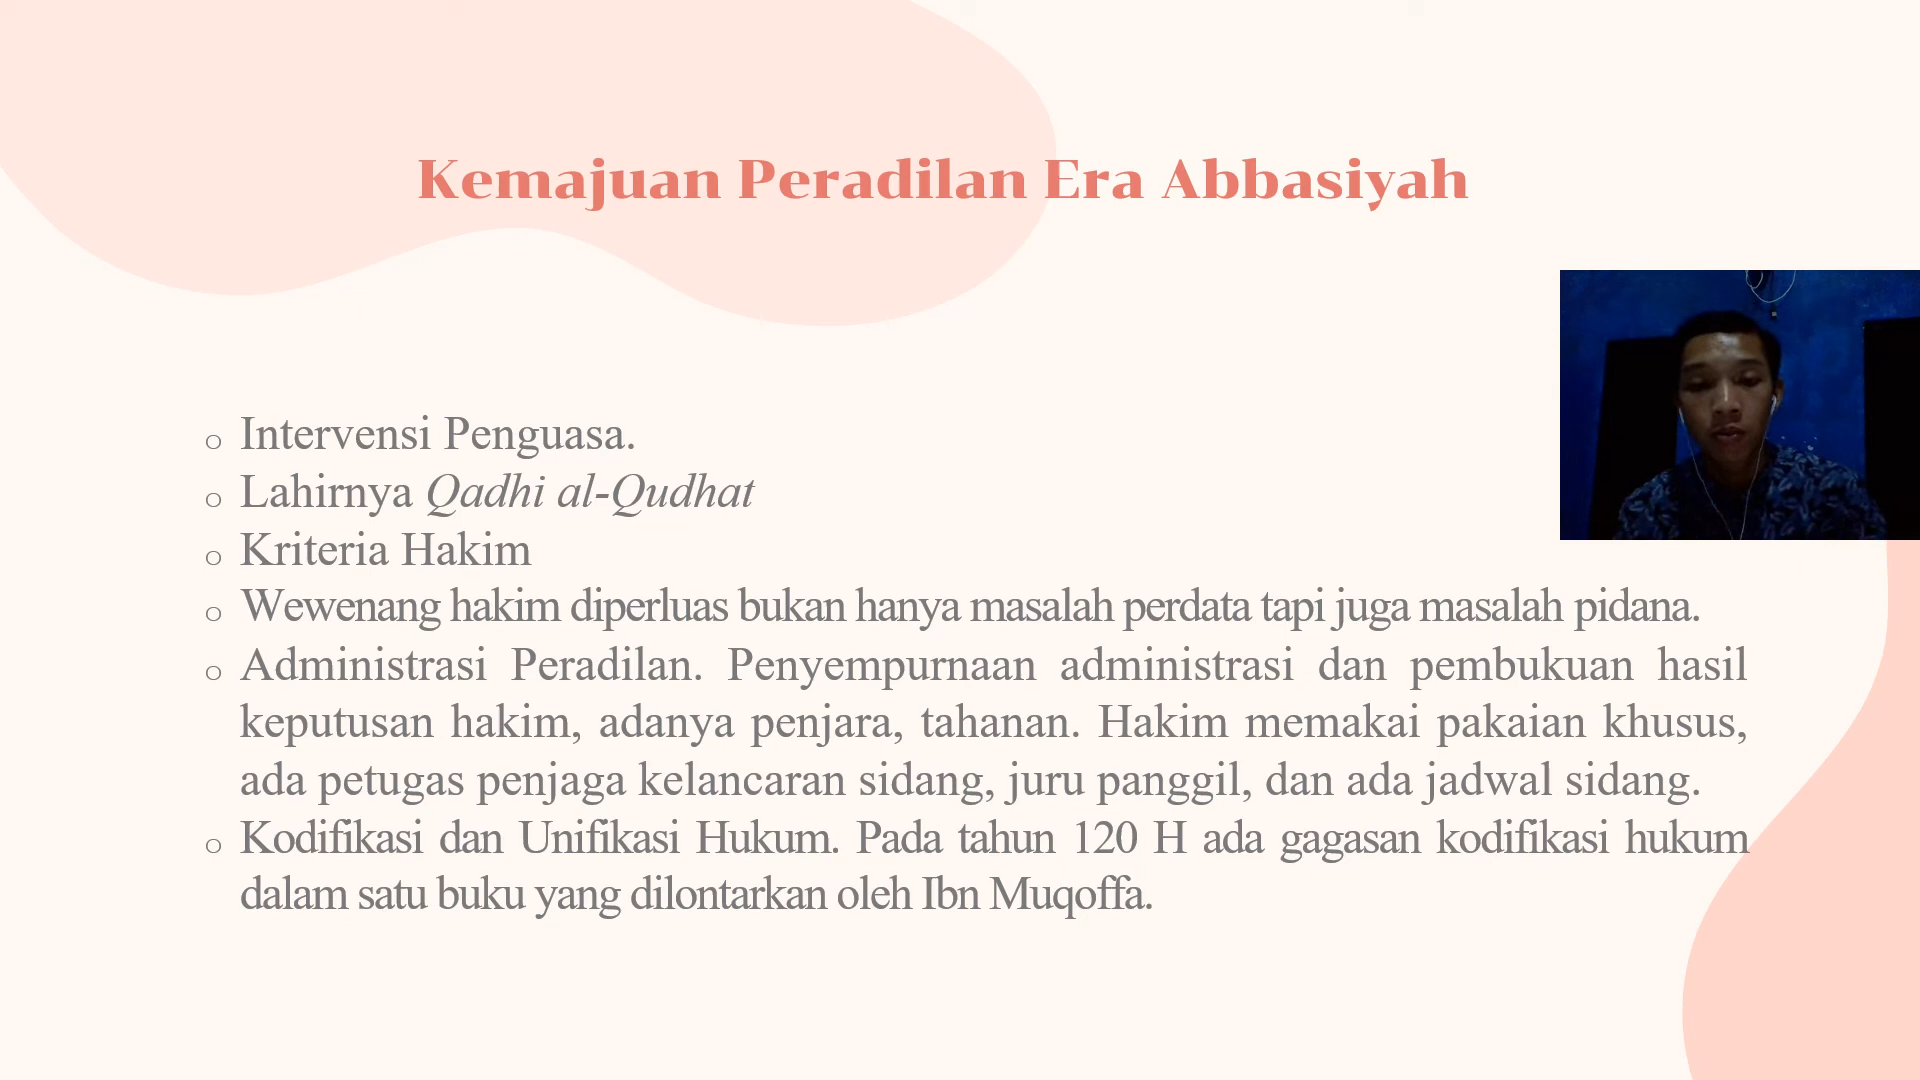 Kemajuan Peradilan Era Abbasiyah
o Intervensi Penguasa.
o Lahirnya Qadhi al-Qudhat
o Kriteria Hakim
o Wewenang hakim diperluas bukan hanya masalah perdata tapi juga masalah pidana.
o Administrasi Peradilan. Penyempurnaan administrasi dan pembukuan hasil
keputusan hakim, adanya penjara, tahanan. Hakim memakai pakaian khusus,
ada petugas penjaga kelancaran sidang, juru panggil, dan ada jadwal sidang.
o Kodifikasi dan Unifikasi Hukum. Pada tahun 120 H ada gagasan kodifikasi hukum
dalam satu buku yang dilontarkan oleh Ibn Muqoffa.